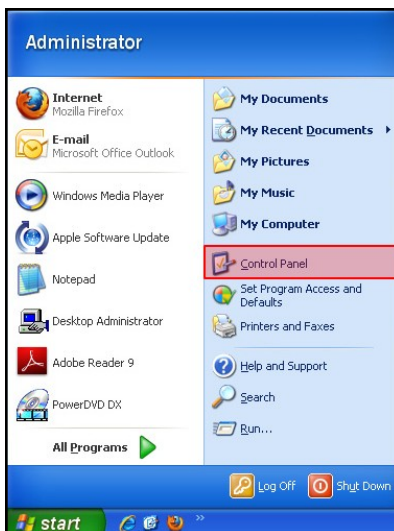 Administrator
Internet
Mozilla Firefox
E-mail
Microsoft Office Outlook
Windows Media Player
Apple Software Update
Notepad
Desktop Administrator
Adobe Reader 9
PowerDVD DX
All Programs
My Documents
My Recent Documents
My Pictures
My Music
My Computer
Control Panel
Set Program Access and
Defaults
Printers and Faxes
Help and Support
Search
Run...
Log Off
Shut Down
start